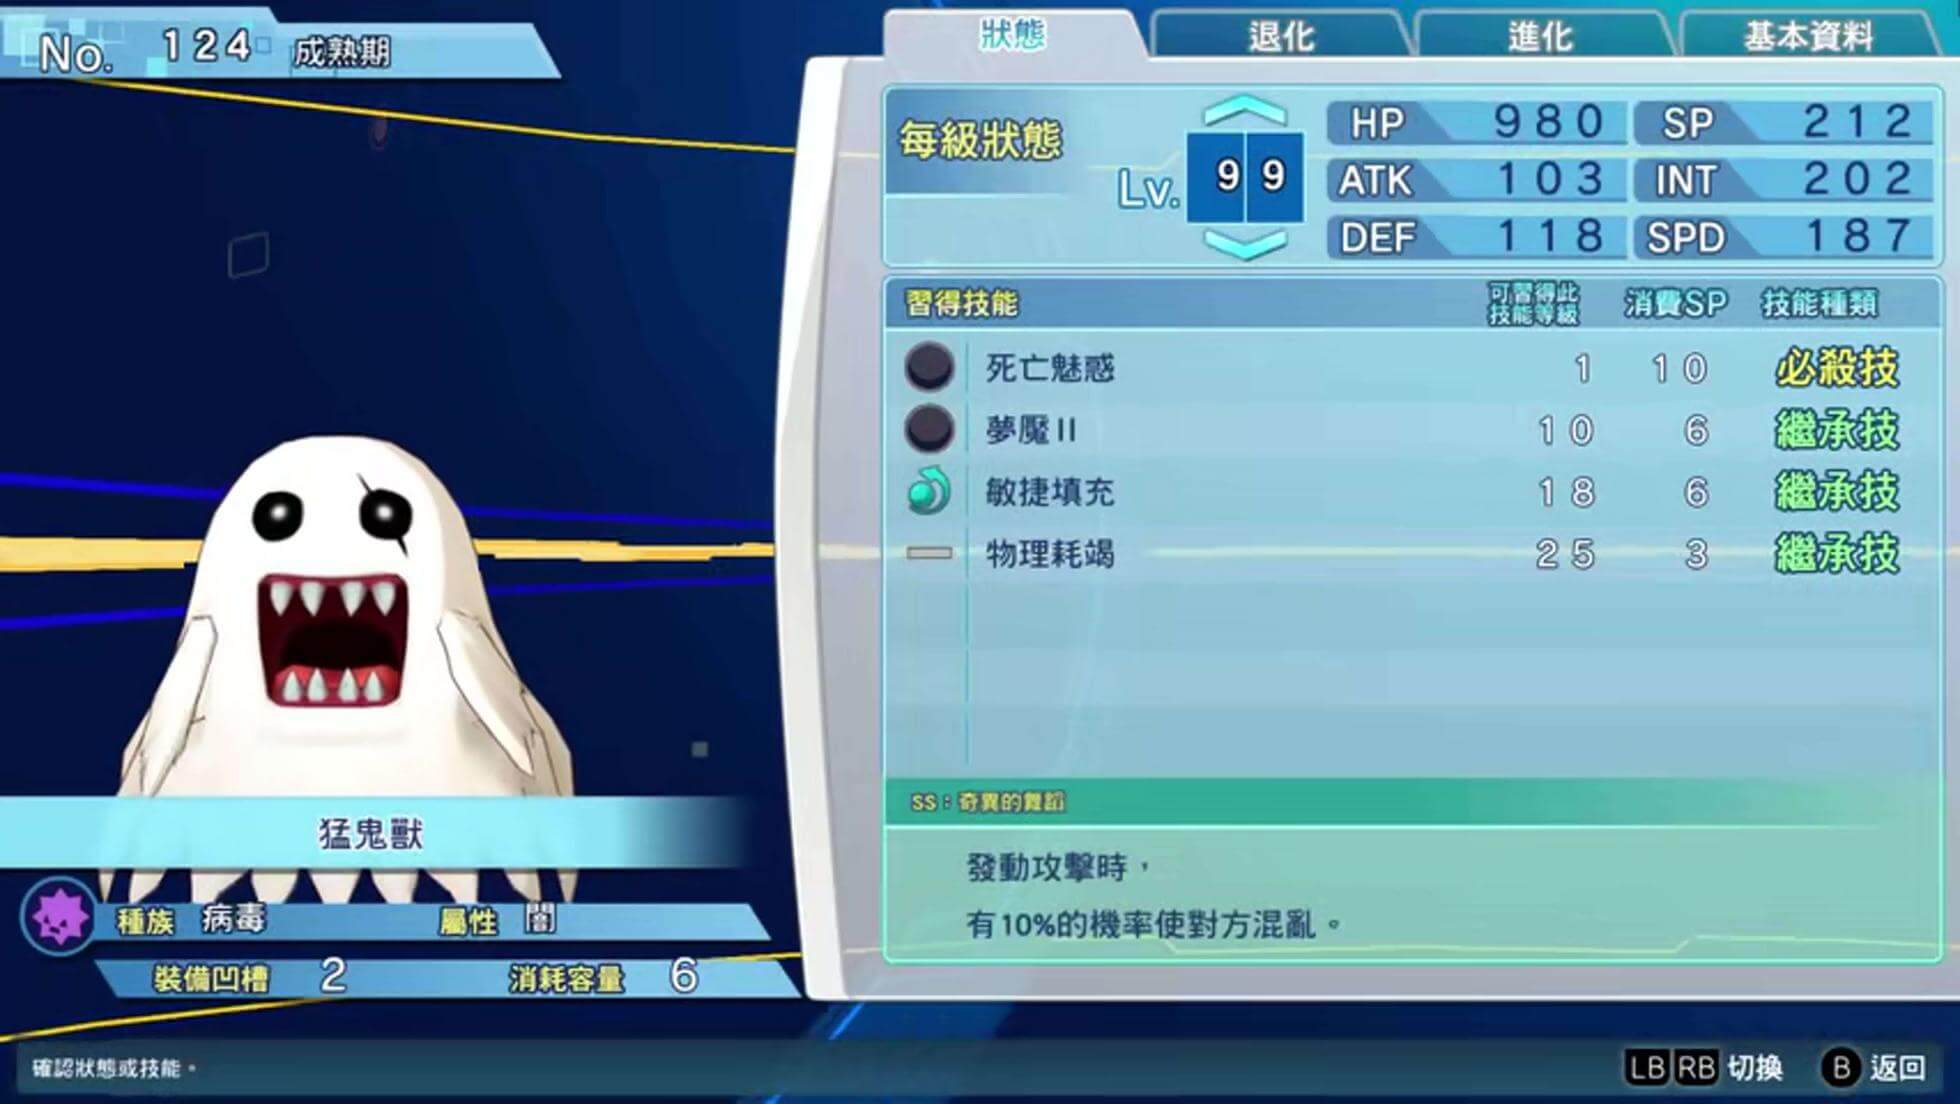 No. 124 成熟期
狀態 退化 進化 基本資料
每級狀態
Lv. 99
HP 980 SP 212
ATK 103 INT 202
DEF 118 SPD 187
習得技能 可習得此技能等級 消費SP 技能種類
死亡魅惑 1 10 必殺技
夢魘II 10 6 繼承技
敏捷填充 18 6 繼承技
物理耗竭 25 3 繼承技
SS：奇異的舞蹈
發動攻擊時，
有10%的機率使對方混亂。
猛鬼獸
種族 病毒 屬性 闇
裝備凹槽 2 消耗容量 6
確認狀態或技能。
LB RB 切換 B 返回